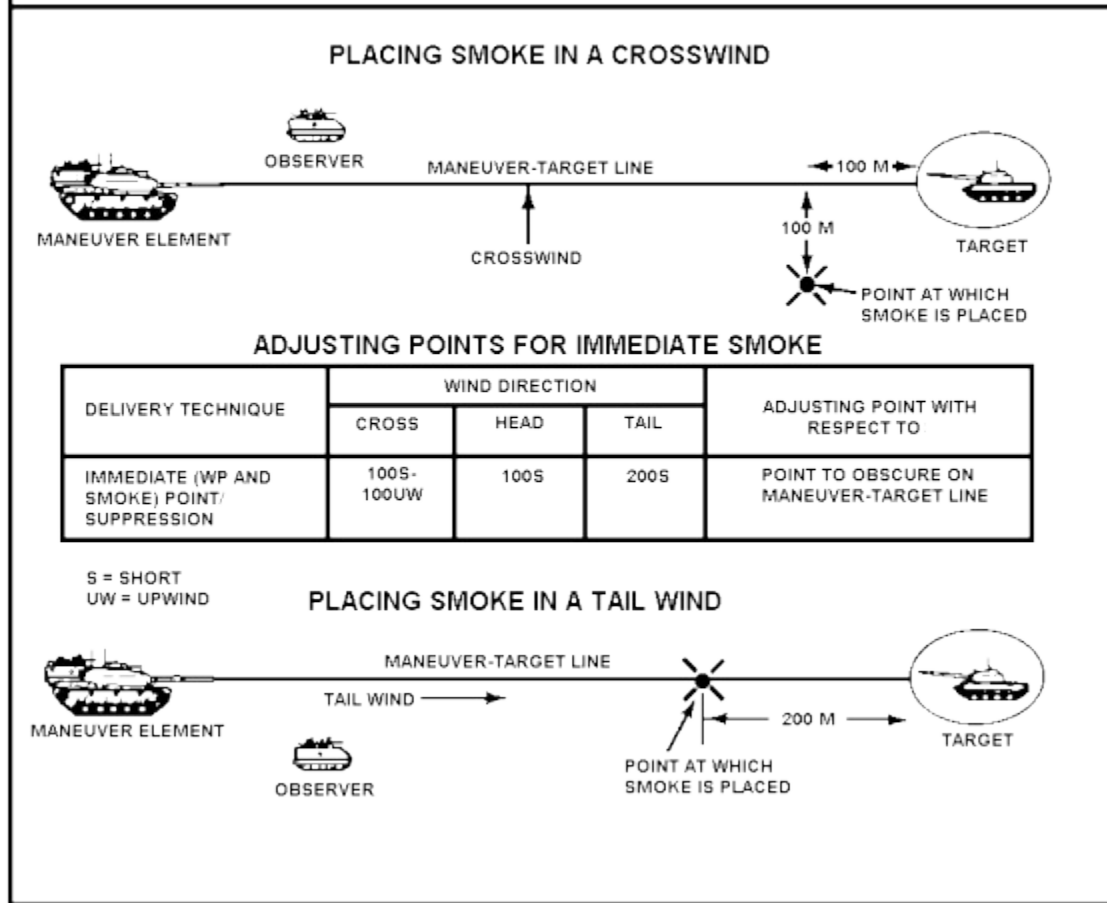 PLACING SMOKE IN A CROSSWIND
OBSERVER
MANEUVER-TARGET LINE
100 M
MANEUVER ELEMENT
CROSSWIND
100 M
TARGET
POINT AT WHICH
SMOKE IS PLACED
ADJUSTING POINTS FOR IMMEDIATE SMOKE
DELIVERY TECHNIQUE
WIND DIRECTION
CROSS
HEAD
TAIL
ADJUSTING POINT WITH
RESPECT TO
IMMEDIATE (WP AND
SMOKE) POINT/
SUPPRESSION
100S-
100UW
100S
200S
POINT TO OBSCURE ON
MANEUVER-TARGET LINE
S = SHORT
UW = UPWIND
PLACING SMOKE IN A TAIL WIND
MANEUVER-TARGET LINE
TAIL WIND
MANEUVER ELEMENT
200 M
TARGET
OBSERVER
POINT AT WHICH
SMOKE IS PLACED